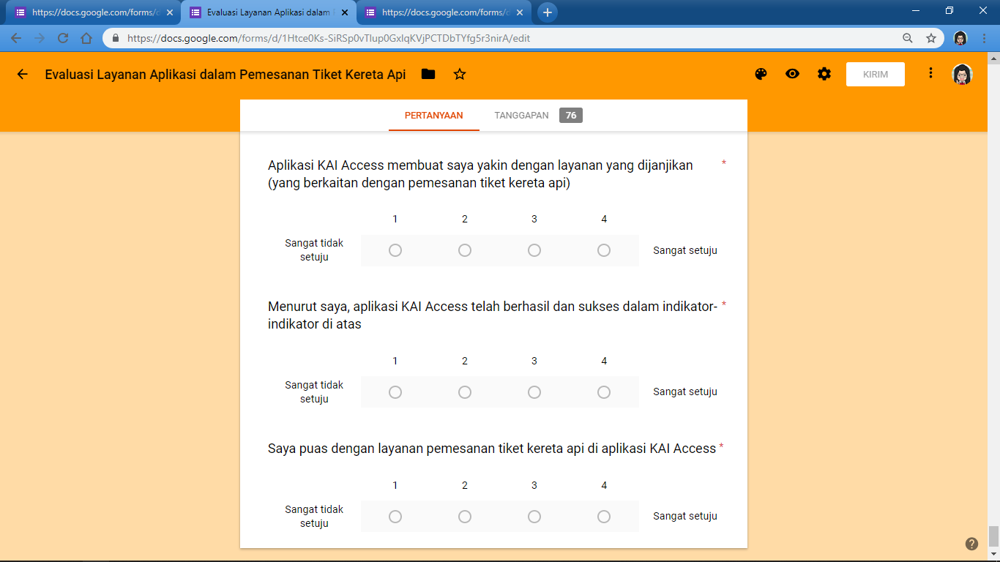 https://docs.google.com/forms/d
Evaluasi Layanan Aplikasi dalam
https://docs.google.com/forms/d
https://docs.google.com/forms/d/1Htce0Ks-SiRSp0vTlup0GxIqKVjPCTDbTYfg5r3nirA/edit
Evaluasi Layanan Aplikasi dalam Pemesanan Tiket Kereta Api
KIRIM
PERTANYAAN TANGGAPAN 76
Aplikasi KAI Access membuat saya yakin dengan layanan yang dijanjikan *
(yang berkaitan dengan pemesanan tiket kereta api)
1 2 3 4
Sangat tidak
setuju
Sangat setuju
Menurut saya, aplikasi KAI Access telah berhasil dan sukses dalam indikator- *
indikator di atas
1 2 3 4
Sangat tidak
setuju
Sangat setuju
Saya puas dengan layanan pemesanan tiket kereta api di aplikasi KAI Access *
1 2 3 4
Sangat tidak
setuju
Sangat setuju